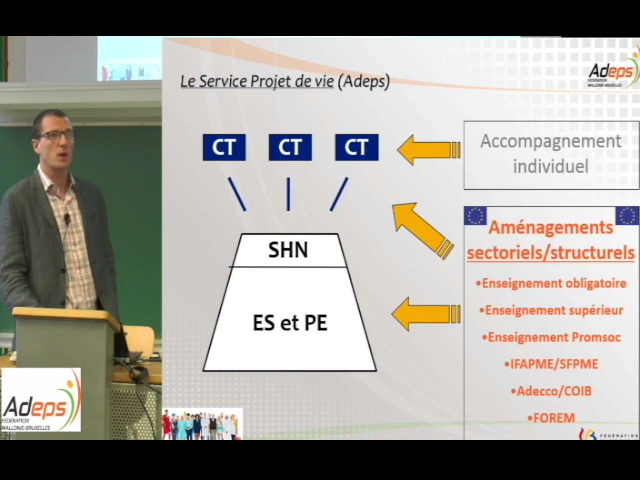 Le Service Projet de vie (Adeps)
Adeps
FÉDÉRATION
WALLONIE-BRUXELLES
CT CT CT
Accompagnement
individuel
Aménagements
sectoriels/structurels
•Enseignement obligatoire
•Enseignement supérieur
•Enseignement Promsoc
•IFAPME/SFPME
•Adecco/COIB
•FOREM
SHN
ES et PE
Adeps
FÉDÉRATION
WALLONIE-BRUXELLES
FÉDÉRATION